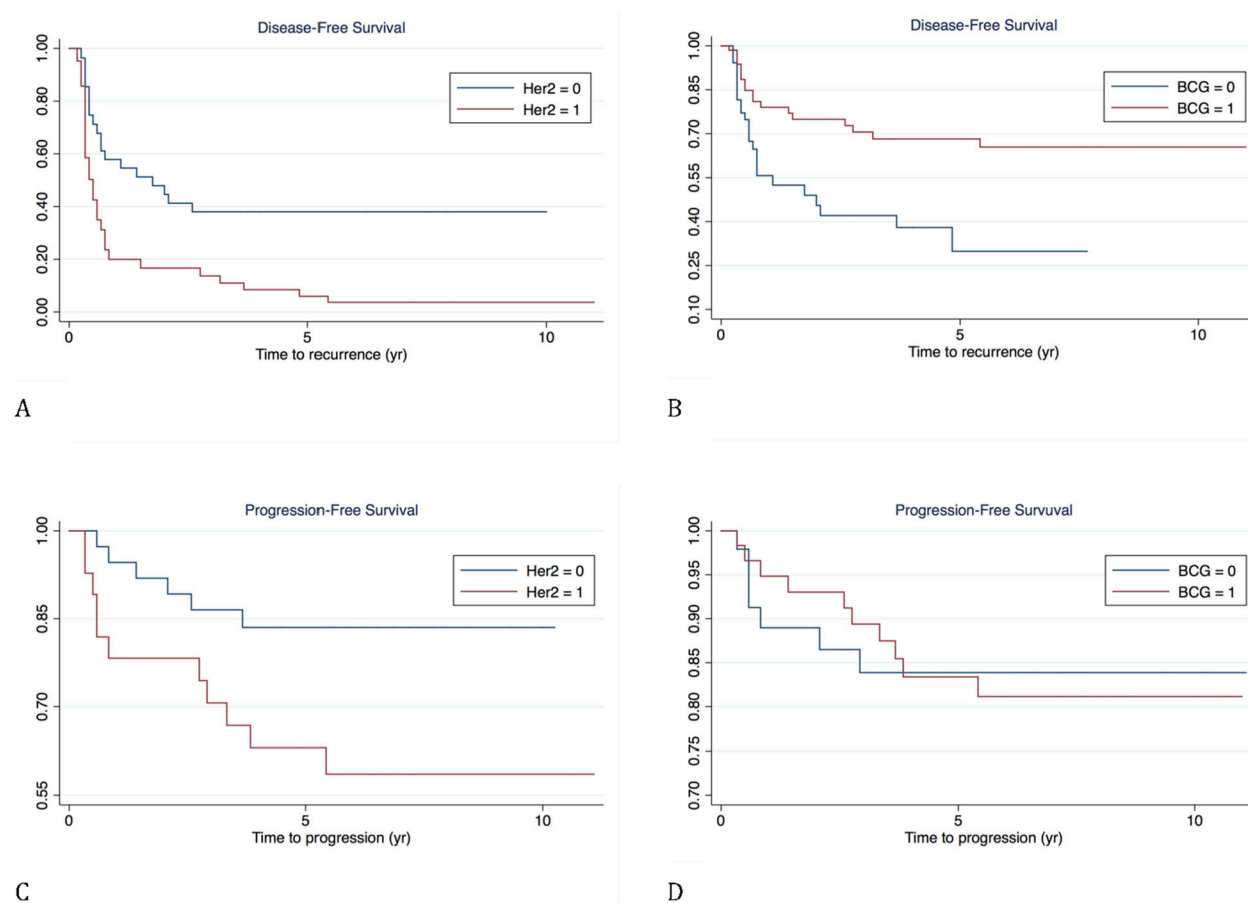 Disease-Free Survival
1.00
0.80
0.60
0.40
0.20
0.00
Her2 = 0
Her2 = 1
0 5 10
Time to recurrence (yr)
A
Disease-Free Survival
1.00
0.85
0.70
0.55
0.40
0.25
0.10
BCG = 0
BCG = 1
0 5 10
Time to recurrence (yr)
B
Progression-Free Survival
1.00
0.85
0.70
0.55
Her2 = 0
Her2 = 1
0 5 10
Time to progression (yr)
C
Progression-Free Survuval
1.00
0.95
0.90
0.85
0.80
0.75
0.70
BCG = 0
BCG = 1
0 5 10
Time to progression (yr)
D